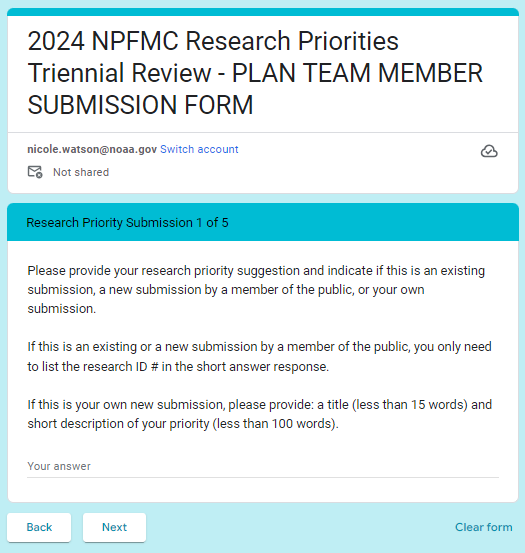 2024 NPFMC Research Priorities
Triennial Review - PLAN TEAM MEMBER
SUBMISSION FORM
nicole.watson@noaa.gov Switch account
Not shared
Research Priority Submission 1 of 5
Please provide your research priority suggestion and indicate if this is an existing
submission, a new submission by a member of the public, or your own
submission.
If this is an existing or a new submission by a member of the public, you only need
to list the research ID # in the short answer response.
If this is your own new submission, please provide: a title (less than 15 words) and
short description of your priority (less than 100 words).
Your answer
Back Next Clear form